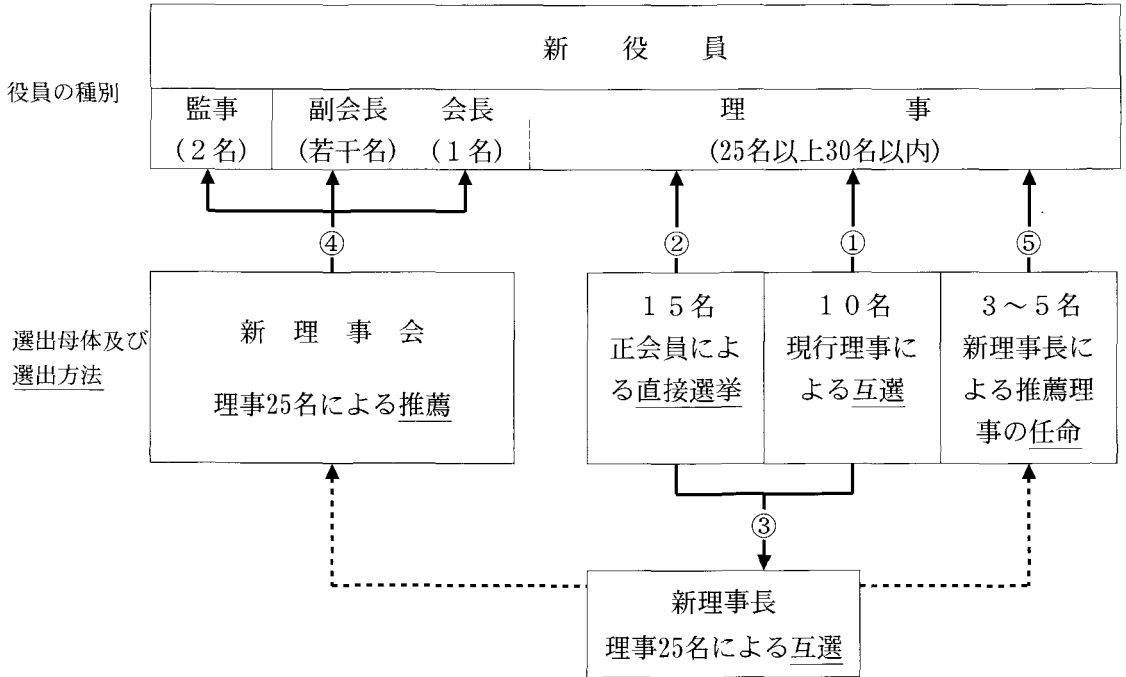 新役員
役員の種別
監事
(2名)
副会長
(若干名)
会長
(1名)
理事
(25名以上30名以内)
④
②
①
⑤
選出母体及び
選出方法
新理事会
理事25名による推薦
15名
正会員によ
る直接選挙
10名
現行理事に
よる互選
3～5名
新理事長に
よる推薦理
事の任命
③
新理事長
理事25名による互選